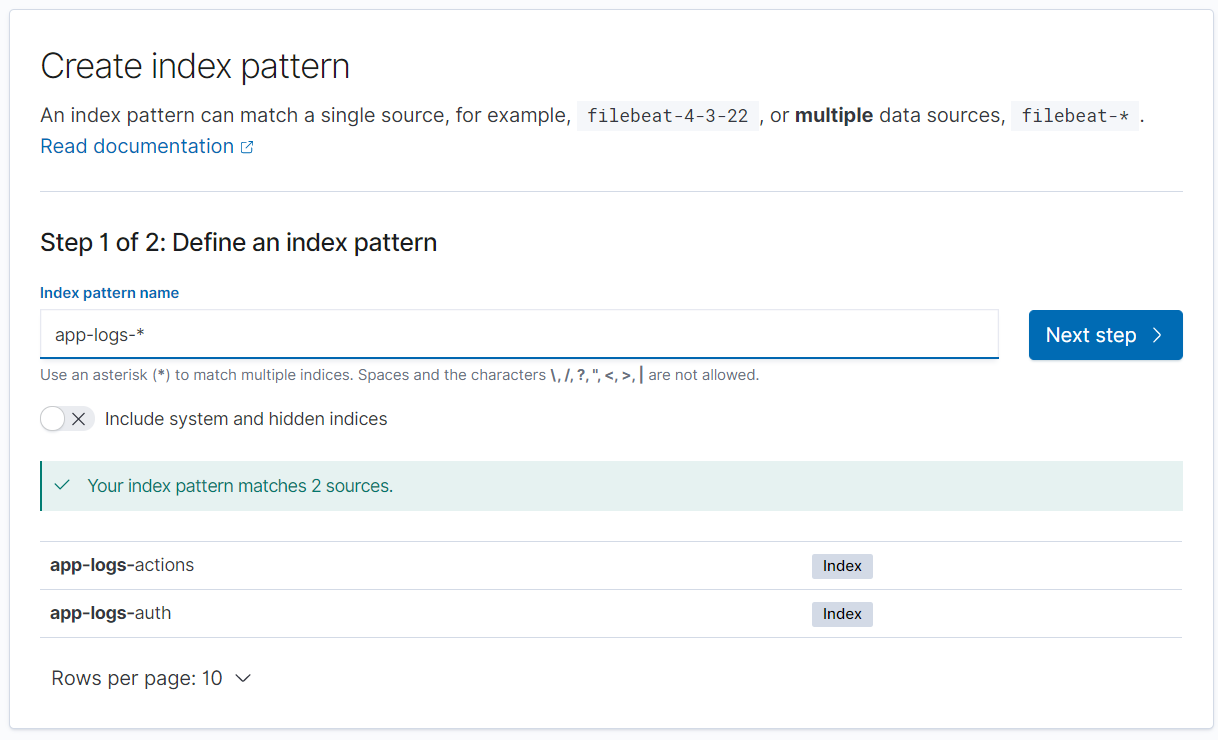 Create index pattern
An index pattern can match a single source, for example, filebeat-4-3-22 , or multiple data sources, filebeat-* .
Read documentation
Step 1 of 2: Define an index pattern
Index pattern name
app-logs-*
Next step
Use an asterisk (*) to match multiple indices. Spaces and the characters \, /, ?, ", <, >, | are not allowed.
Include system and hidden indices
Your index pattern matches 2 sources.
app-logs-actions Index
app-logs-auth Index
Rows per page: 10